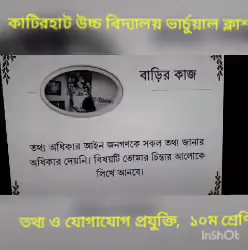 কাটিরহাট উচ্চ বিদ্যালয় ভার্চুয়াল ক্লাশ
বাড়ির কাজ
তথ্য অধিকার আইন জনগণকে সকল তথ্য জানার
অধিকার দেয়নি। বিষয়টি তোমার চিন্তার আলোকে
লিখে আনবে।
তথ্য ও যোগাযোগ প্রযুক্তি, ১০ম শ্রেণি
InShOt